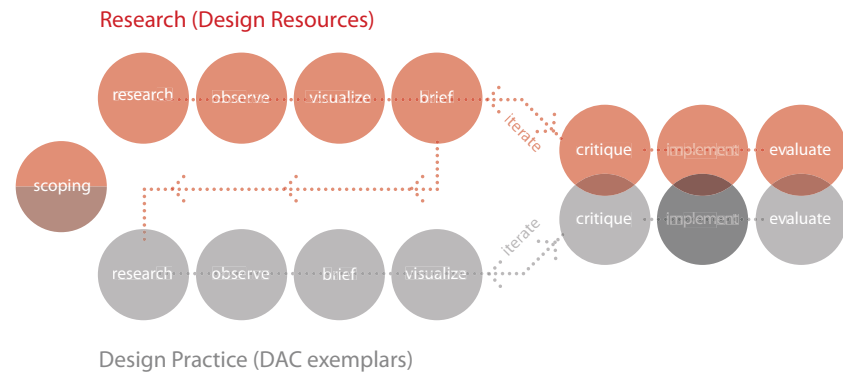 Research (Design Resources)
research observe visualize brief
iterate
critique implement evaluate
scoping
critique implement evaluate
iterate
research observe brief visualize
Design Practice (DAC exemplars)